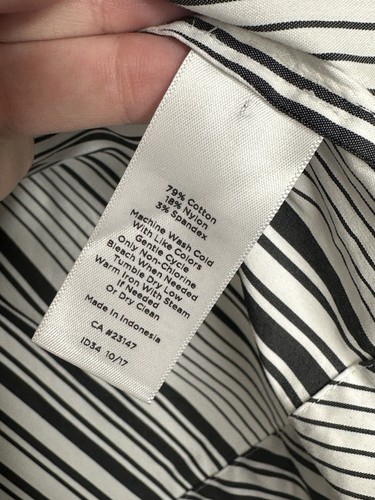 79% Cotton
18% Nylon
3% Spandex
Machine Wash Cold
With Like Colors
Gentle Cycle
Only Non-Chlorine
Bleach When Needed
Tumble Dry Low
Warm Iron With Steam
If Needed
Or Dry Clean
Made In Indonesia
CA #23147
ID34 10/17